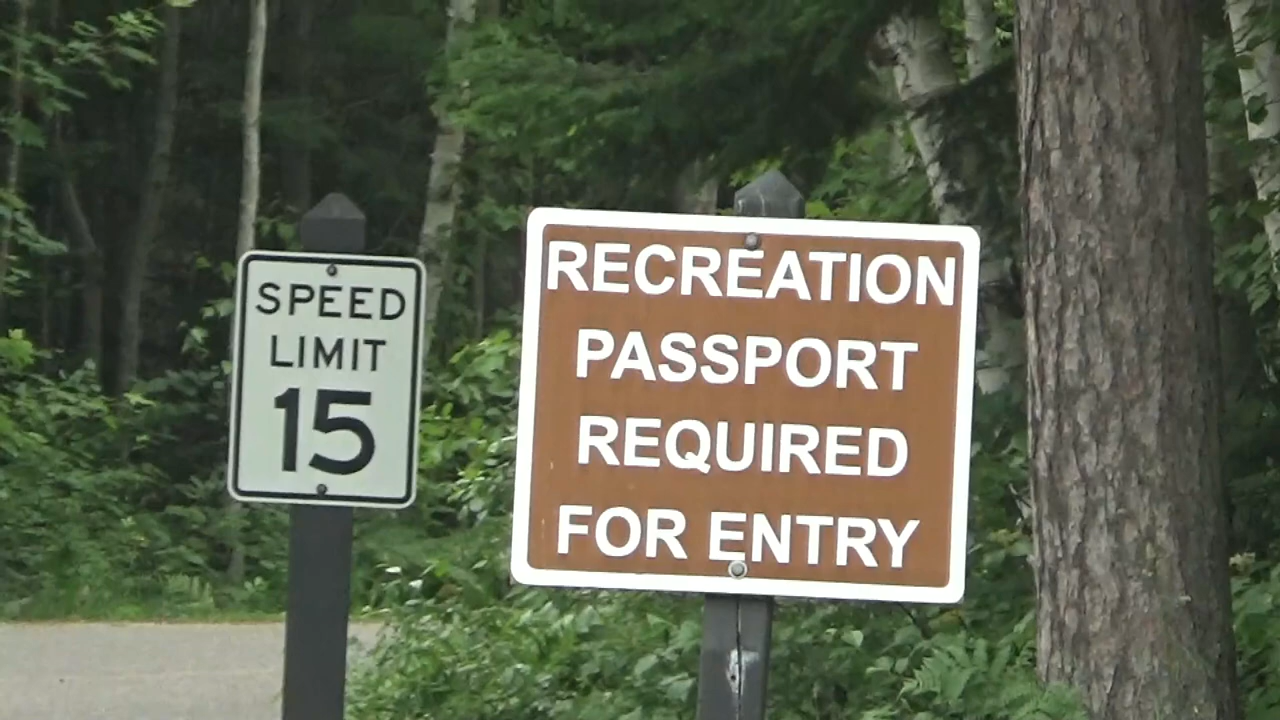 SPEED
LIMIT
15
RECREATION
PASSPORT
REQUIRED
FOR ENTRY